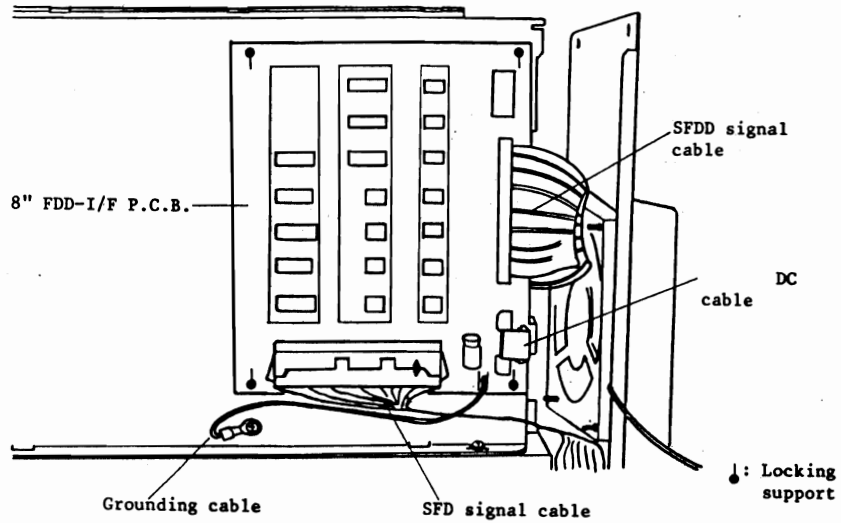 SFDD signal
cable
8" FDD-I/F P.C.B.
DC
cable
Grounding cable
SFD signal cable
: Locking
support